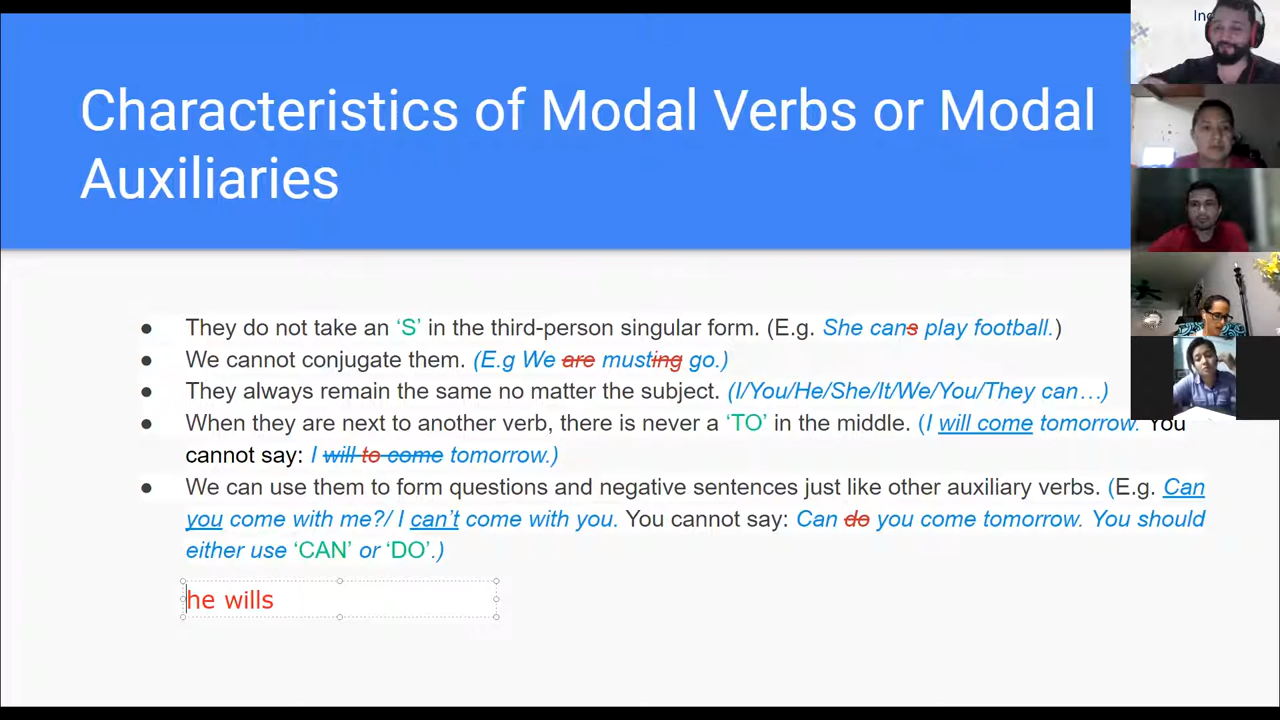 Characteristics of Modal Verbs or Modal
Auxiliaries
● They do not take an ‘S’ in the third-person singular form. (E.g. She cans play football.)
● We cannot conjugate them. (E.g We are musting go.)
● They always remain the same no matter the subject. (I/You/He/She/It/We/You/They can…)
● When they are next to another verb, there is never a ‘TO’ in the middle. (I will come tomorrow. You
cannot say: I will to come tomorrow.)
● We can use them to form questions and negative sentences just like other auxiliary verbs. (E.g. Can
you come with me?/ I can’t come with you. You cannot say: Can do you come tomorrow. You should
either use ‘CAN’ or ‘DO’.)
he wills